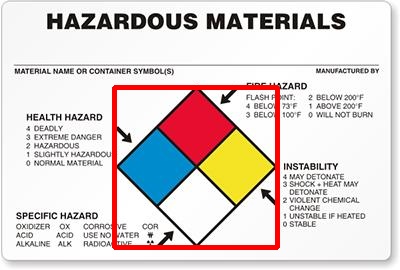 HAZARDOUS MATERIALS
MATERIAL NAME OR CONTAINER SYMBOL(S) MANUFACTURED BY
FIRE HAZARD
FLASH POINT: 2 BELOW 200°F
4 BELOW 73°F 1 ABOVE 200°F
3 BELOW 100°F 0 WILL NOT BURN
HEALTH HAZARD
4 DEADLY
3 EXTREME DANGER
2 HAZARDOUS
1 SLIGHTLY HAZARDOUS
0 NORMAL MATERIAL
INSTABILITY
4 MAY DETONATE
3 SHOCK + HEAT MAY
DETONATE
2 VIOLENT CHEMICAL
CHANGE
1 UNSTABLE IF HEATED
0 STABLE
SPECIFIC HAZARD
OXIDIZER OX CORROSIVE COR
ACID ACID USE NO WATER W
ALKALINE ALK RADIOACTIVE